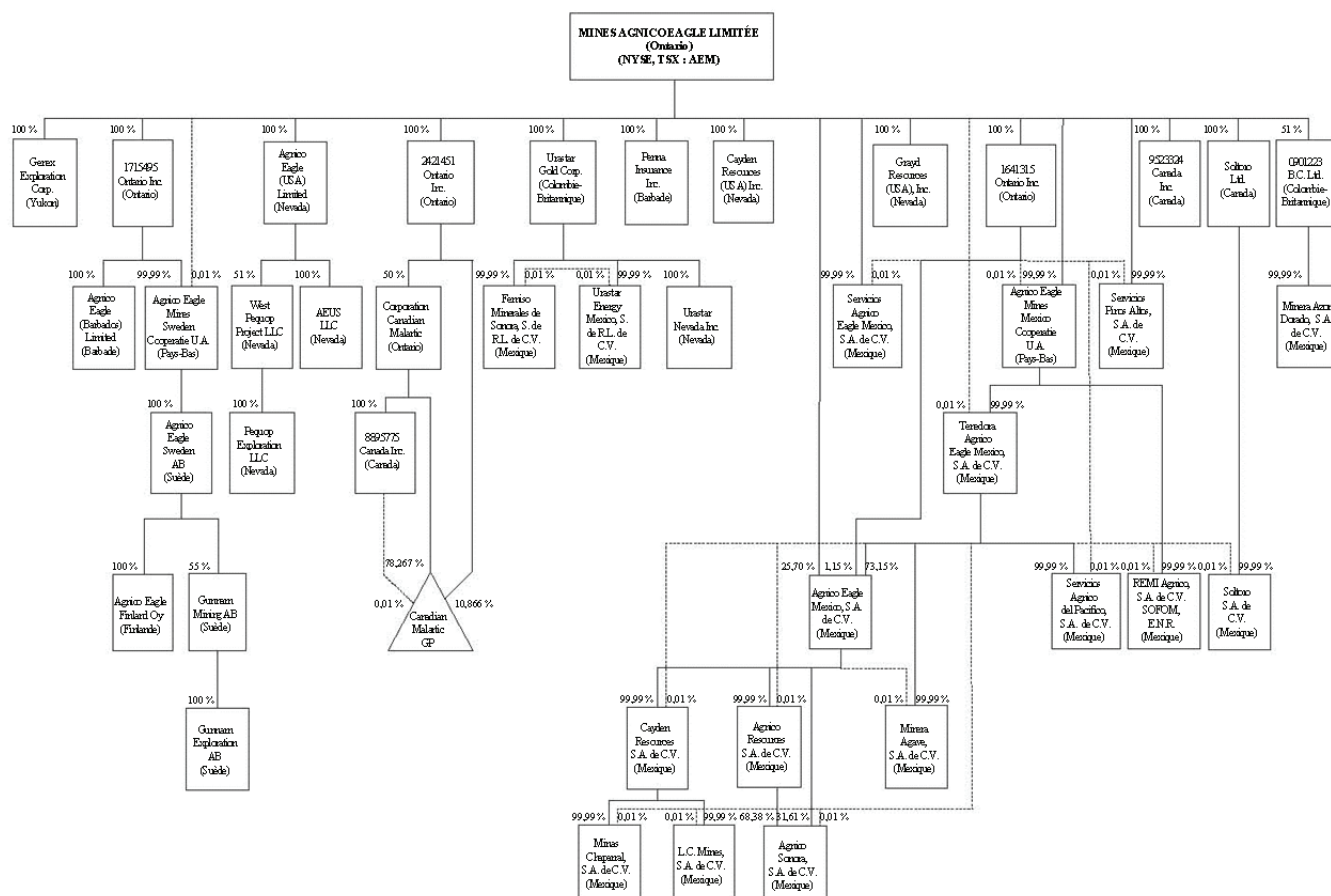 MINES AGNICO EAGLE LIMITÉE
(Ontario)
(NYSE, TSX : AEM)
100 %
100 %
100 %
100 %
100 %
100 %
100 %
100 %
100 %
100 %
100 %
51 %
Gerex
Exploration
Corp.
(Yukon)
1715495
Ontario Inc.
(Ontario)
Agnico
Eagle
(USA)
Limited
(Nevada)
2421451
Ontario
Inc.
(Ontario)
Urastar
Gold Corp.
(Colombie-
Britannique)
Penna
Insurance
Inc.
(Barbade)
Cayden
Resources
(USA) Inc.
(Nevada)
Grayd
Resources
(USA), Inc.
(Nevada)
1641315
Ontario Inc.
(Ontario)
9523324
Canada
Inc.
(Canada)
Soltoro
Ltd.
(Canada)
0901223
B.C. Ltd.
(Colombie-
Britannique)
100 %
99,99 %
0,01 %
51 %
100%
50 %
99,99 %
0,01 %
0,01 %
99,99 %
100%
99,99 %
0,01 %
0,01 %
99,99 %
0,01 %
99,99 %
99,99 %
Agnico
Eagle
(Barbados)
Limited
(Barbade)
Agnico Eagle
Mines
Sweden
Cooperatie U.A.
(Pays-Bas)
West
Pequop
Project LLC
(Nevada)
AEUS
LLC
(Nevada)
Corporation
Canadian
Malartic
(Ontario)
Ferriso
Minerales de
Sonora, S. de
R.L. de C.V.
(Mexique)
Urastar
Energy
Mexico, S.
de R.L. de
C.V.
(Mexique)
Urastar
Nevada Inc.
(Nevada)
Servicios
Agnico
Eagle Mexico,
S.A. de C.V.
(Mexique)
Agnico Eagle
Mines
Mexico
Cooperatie
U.A.
(Pays-Bas)
Servicios
Pinos Altos,
S.A. de
C.V.
(Mexique)
Minera Azor
Dorado, S.A.
de C.V.
(Mexique)
100 %
100 %
100 %
0,01 %
99,99 %
Agnico
Eagle
Sweden
AB
(Suède)
Pequop
Exploration
LLC
(Nevada)
8895775
Canada Inc.
(Canada)
Tenedora
Agnico
Eagle Mexico,
S.A. de C.V.
(Mexique)
100 %
55 %
78,267 %
0,01 %
10,866 %
25,70 %
1,15 %
73,15 %
99,99 %
0,01 %
0,01 %
99,99 %
0,01 %
99,99 %
Agnico Eagle
Finland Oy
(Finlande)
Gunnarn
Mining AB
(Suède)
Canadian
Malartic
GP
Agnico Eagle
Mexico, S.A.
de C.V.
(Mexique)
Servicios
Agnico
del Pacifico,
S.A. de C.V.
(Mexique)
REMI Agnico,
S.A. de C.V.
SOFOM,
E.N.R.
(Mexique)
Soltoro
S.A. de
C.V.
(Mexique)
100 %
99,99 %
0,01 %
99,99 %
0,01 %
0,01 %
99,99 %
Gunnarn
Exploration
AB
(Suède)
Cayden
Resources
S.A. de C.V.
(Mexique)
Agnico
Resources
S.A. de C.V.
(Mexique)
Minera
Agave,
S.A. de C.V.
(Mexique)
99,99 %
0,01 %
0,01 %
99,99 %
68,38 %
31,61 %
0,01 %
Minas
Chaparral,
S.A. de C.V.
(Mexique)
L.C. Mines,
S.A. de C.V.
(Mexique)
Agnico
Sonora,
S.A. de C.V.
(Mexique)